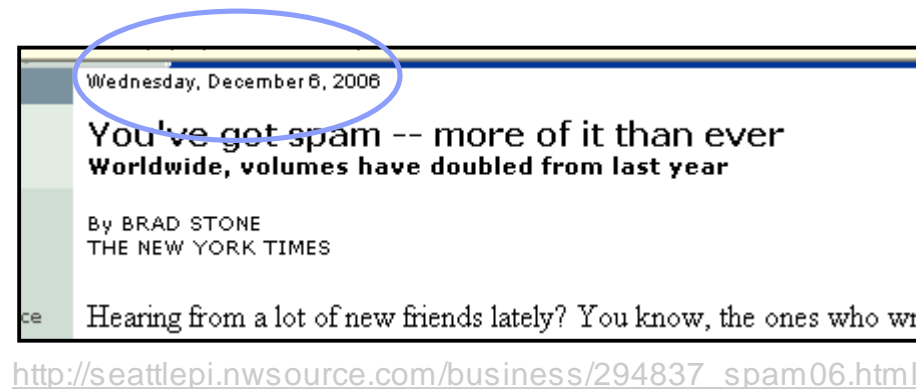 Wednesday, December 6, 2006
You've got spam -- more of it than ever
Worldwide, volumes have doubled from last year
By BRAD STONE
THE NEW YORK TIMES
ce
Hearing from a lot of new friends lately? You know, the ones who wr
http://seattlepi.nwsource.com/business/294837_spam06.html